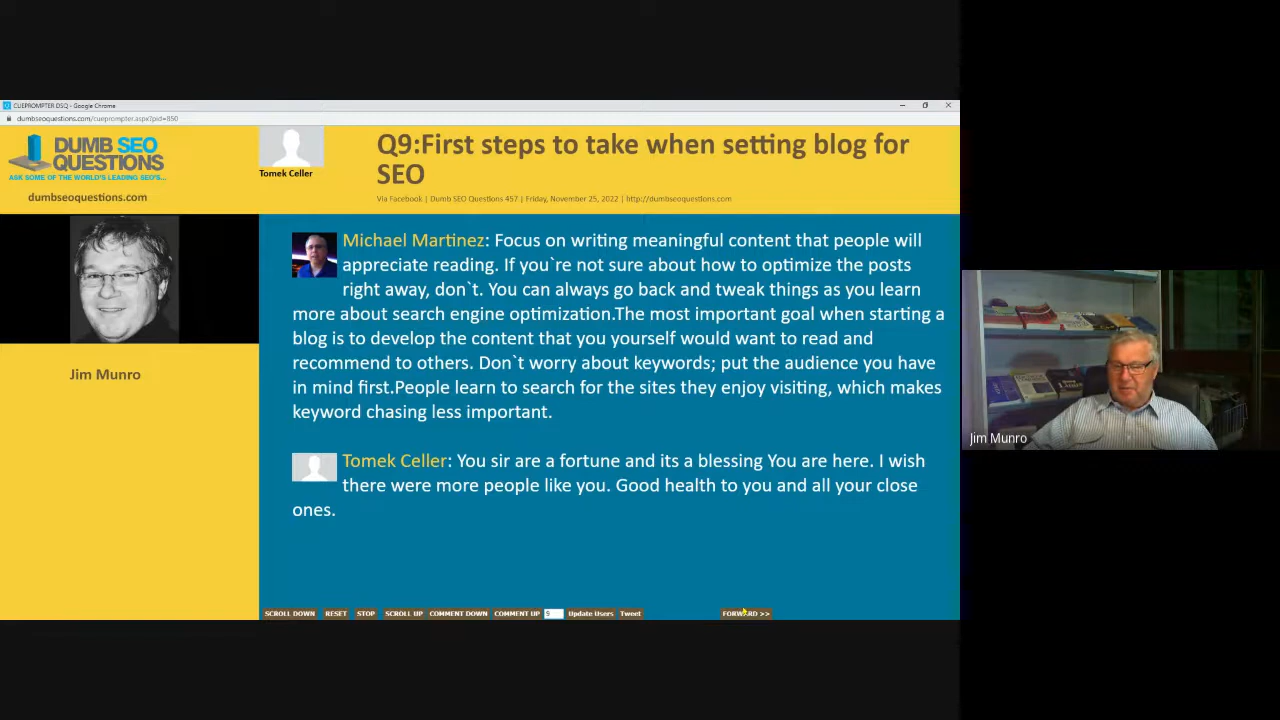 CUEPROMPTER DSQ - Google Chrome
dumbseoquestions.com/cueprompter.aspx?pid=850
DUMB SEO
QUESTIONS
ASK SOME OF THE WORLD'S LEADING SEO'S...
dumbseoquestions.com
Tomek Celler
Q9:First steps to take when setting blog for
SEO
Via Facebook | Dumb SEO Questions 457 | Friday, November 25, 2022 | http://dumbseoquestions.com
Jim Munro
Michael Martinez: Focus on writing meaningful content that people will
appreciate reading. If you`re not sure about how to optimize the posts
right away, don`t. You can always go back and tweak things as you learn
more about search engine optimization.The most important goal when starting a
blog is to develop the content that you yourself would want to read and
recommend to others. Don`t worry about keywords; put the audience you have
in mind first.People learn to search for the sites they enjoy visiting, which makes
keyword chasing less important.
Tomek Celler: You sir are a fortune and its a blessing You are here. I wish
there were more people like you. Good health to you and all your close
ones.
SCROLL DOWN RESET STOP SCROLL UP COMMENT DOWN COMMENT UP 9 Update Users Tweet FORWARD >>
Jim Munro